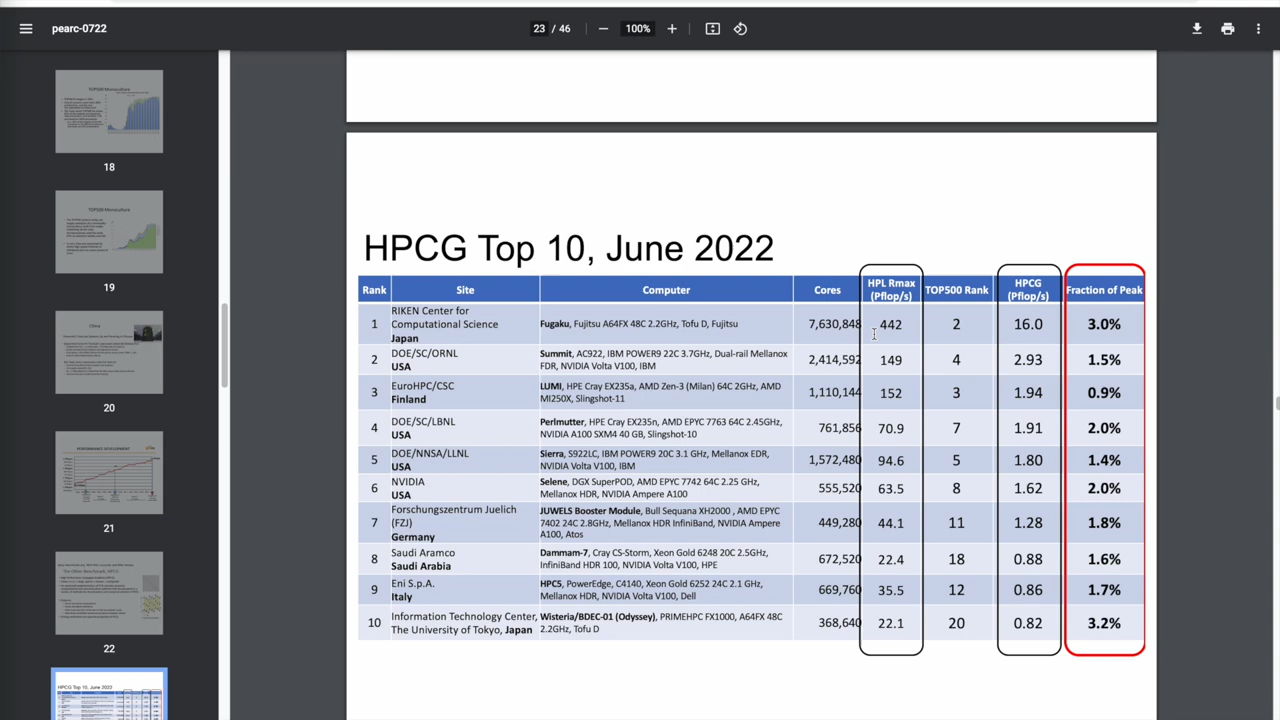 pearc-0722
23 / 46
100%
18
19
20
21
22
HPCG Top 10, June 2022
Rank Site Computer Cores HPL Rmax (Pflop/s) TOP500 Rank HPCG (Pflop/s) Fraction of Peak
1 RIKEN Center for Computational Science Japan Fugaku, Fujitsu A64FX 48C 2.2GHz, Tofu D, Fujitsu 7,630,848 442 2 16.0 3.0%
2 DOE/SC/ORNL USA Summit, AC922, IBM POWER9 22C 3.7GHz, Dual-rail Mellanox FDR, NVIDIA Volta V100, IBM 2,414,592 149 4 2.93 1.5%
3 EuroHPC/CSC Finland LUMI, HPE Cray EX235a, AMD Zen-3 (Milan) 64C 2GHz, AMD MI250X, Slingshot-11 1,110,144 152 3 1.94 0.9%
4 DOE/SC/LBNL USA Perlmutter, HPE Cray EX235n, AMD EPYC 7763 64C 2.45GHz, NVIDIA A100 SXM4 40 GB, Slingshot-10 761,856 70.9 7 1.91 2.0%
5 DOE/NNSA/LLNL USA Sierra, S922LC, IBM POWER9 20C 3.1 GHz, Mellanox EDR, NVIDIA Volta V100, IBM 1,572,480 94.6 5 1.80 1.4%
6 NVIDIA USA Selene, DGX SuperPOD, AMD EPYC 7742 64C 2.25 GHz, Mellanox HDR, NVIDIA Ampere A100 555,520 63.5 8 1.62 2.0%
7 Forschungszentrum Juelich (FZJ) Germany JUWELS Booster Module, Bull Sequana XH2000 , AMD EPYC 7402 24C 2.8GHz, Mellanox HDR InfiniBand, NVIDIA Ampere A100, Atos 449,280 44.1 11 1.28 1.8%
8 Saudi Aramco Saudi Arabia Dammam-7, Cray CS-Storm, Xeon Gold 6248 20C 2.5GHz, InfiniBand HDR 100, NVIDIA Volta V100, HPE 672,520 22.4 18 0.88 1.6%
9 Eni S.p.A. Italy HPC5, PowerEdge, C4140, Xeon Gold 6252 24C 2.1 GHz, Mellanox HDR, NVIDIA Volta V100, Dell 669,760 35.5 12 0.86 1.7%
10 Information Technology Center, The University of Tokyo, Japan Wisteria/BDEC-01 (Odyssey), PRIMEHPC FX1000, A64FX 48C 2.2GHz, Tofu D 368,640 22.1 20 0.82 3.2%
TOP500 Monoculture
TOP500 Monoculture
China
PERFORMANCE DEVELOPMENT
HPCG Top 10, June 2022